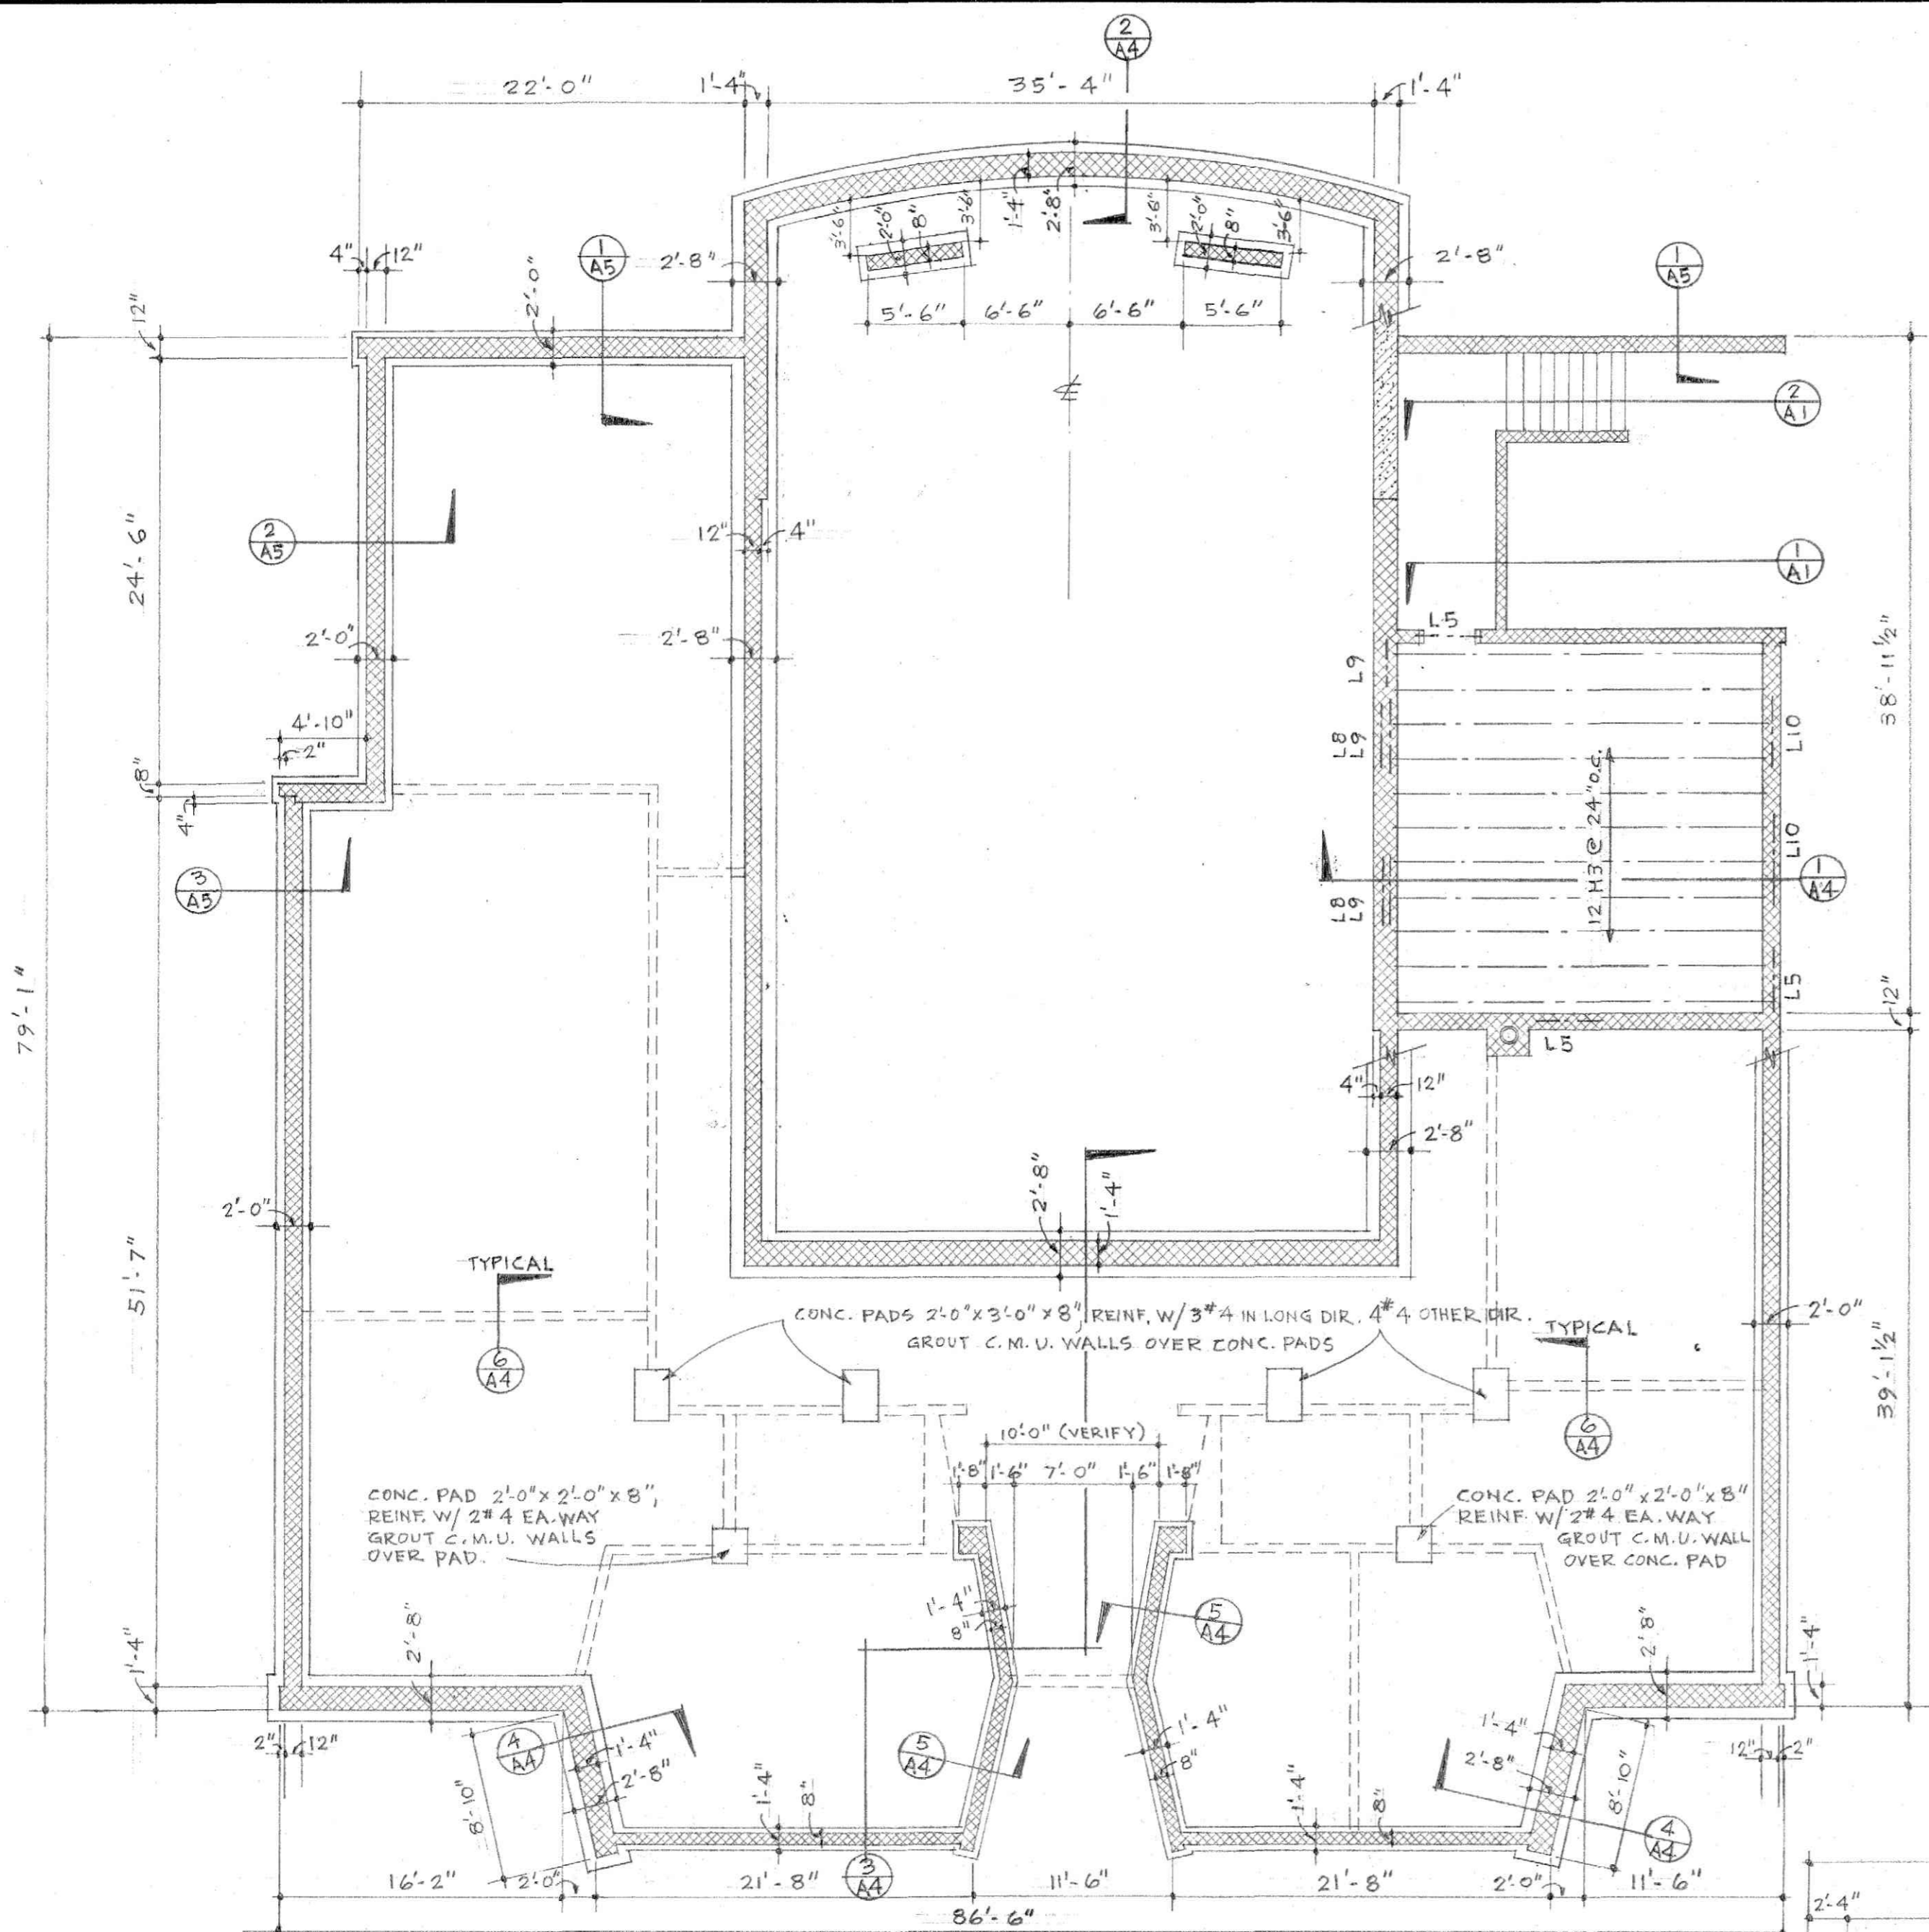 2
A4
22'-0"
1'-4"
35'-4"
1'-4"
3'-6"
2'-0"
8"
3'-6"
1'-4"
2'-8"
3'-6"
2'-0"
8"
3'-6"
4"
12"
1
A5
2'-8"
2'-8"
1
A5
12"
2'-0"
5'-6"
6'-6"
6'-6"
5'-6"
2
A1
24'-6"
2
A5
12"
4"
1
A1
L5
2'-0"
2'-8"
L9
38'-11 1/2"
4'-10"
2"
L8
L9
L10
8"
4"
12 H3 @ 24" O.C.
L10
3
A5
L8
L9
1
A4
79'-1"
L5
12"
L5
4"
12"
2'-8"
2'-8"
1'-4"
2'-0"
51'-7"
TYPICAL
6
A4
CONC. PADS 2'-0" X 3'-0" X 8", REINF. W/ 3#4 IN LONG DIR. 4#4 OTHER DIR.
GROUT C.M.U. WALLS OVER CONC. PADS
TYPICAL
6
A4
2'-0"
39'-1 1/2"
10'-0" (VERIFY)
1'-8"
1'-6"
7'-0"
1'-6"
1'-8"
CONC. PAD 2'-0" X 2'-0" X 8",
REINF. W/ 2#4 EA. WAY
GROUT C.M.U. WALLS
OVER PAD.
CONC. PAD 2'-0" X 2'-0" X 8"
REINF. W/ 2#4 EA. WAY
GROUT C.M.U. WALL
OVER CONC. PAD
1'-4"
8"
5
A4
1'-4"
2'-8"
2'-8"
1'-4"
2"
12"
4
A4
1'-4"
2'-8"
8'-10"
1'-4"
8"
5
A4
1'-4"
8"
1'-4"
8"
1'-4"
2'-8"
12"
2"
8'-10"
4
A4
3
A4
16'-2"
2'-0"
21'-8"
11'-6"
21'-8"
2'-0"
11'-6"
86'-6"
2'-4"